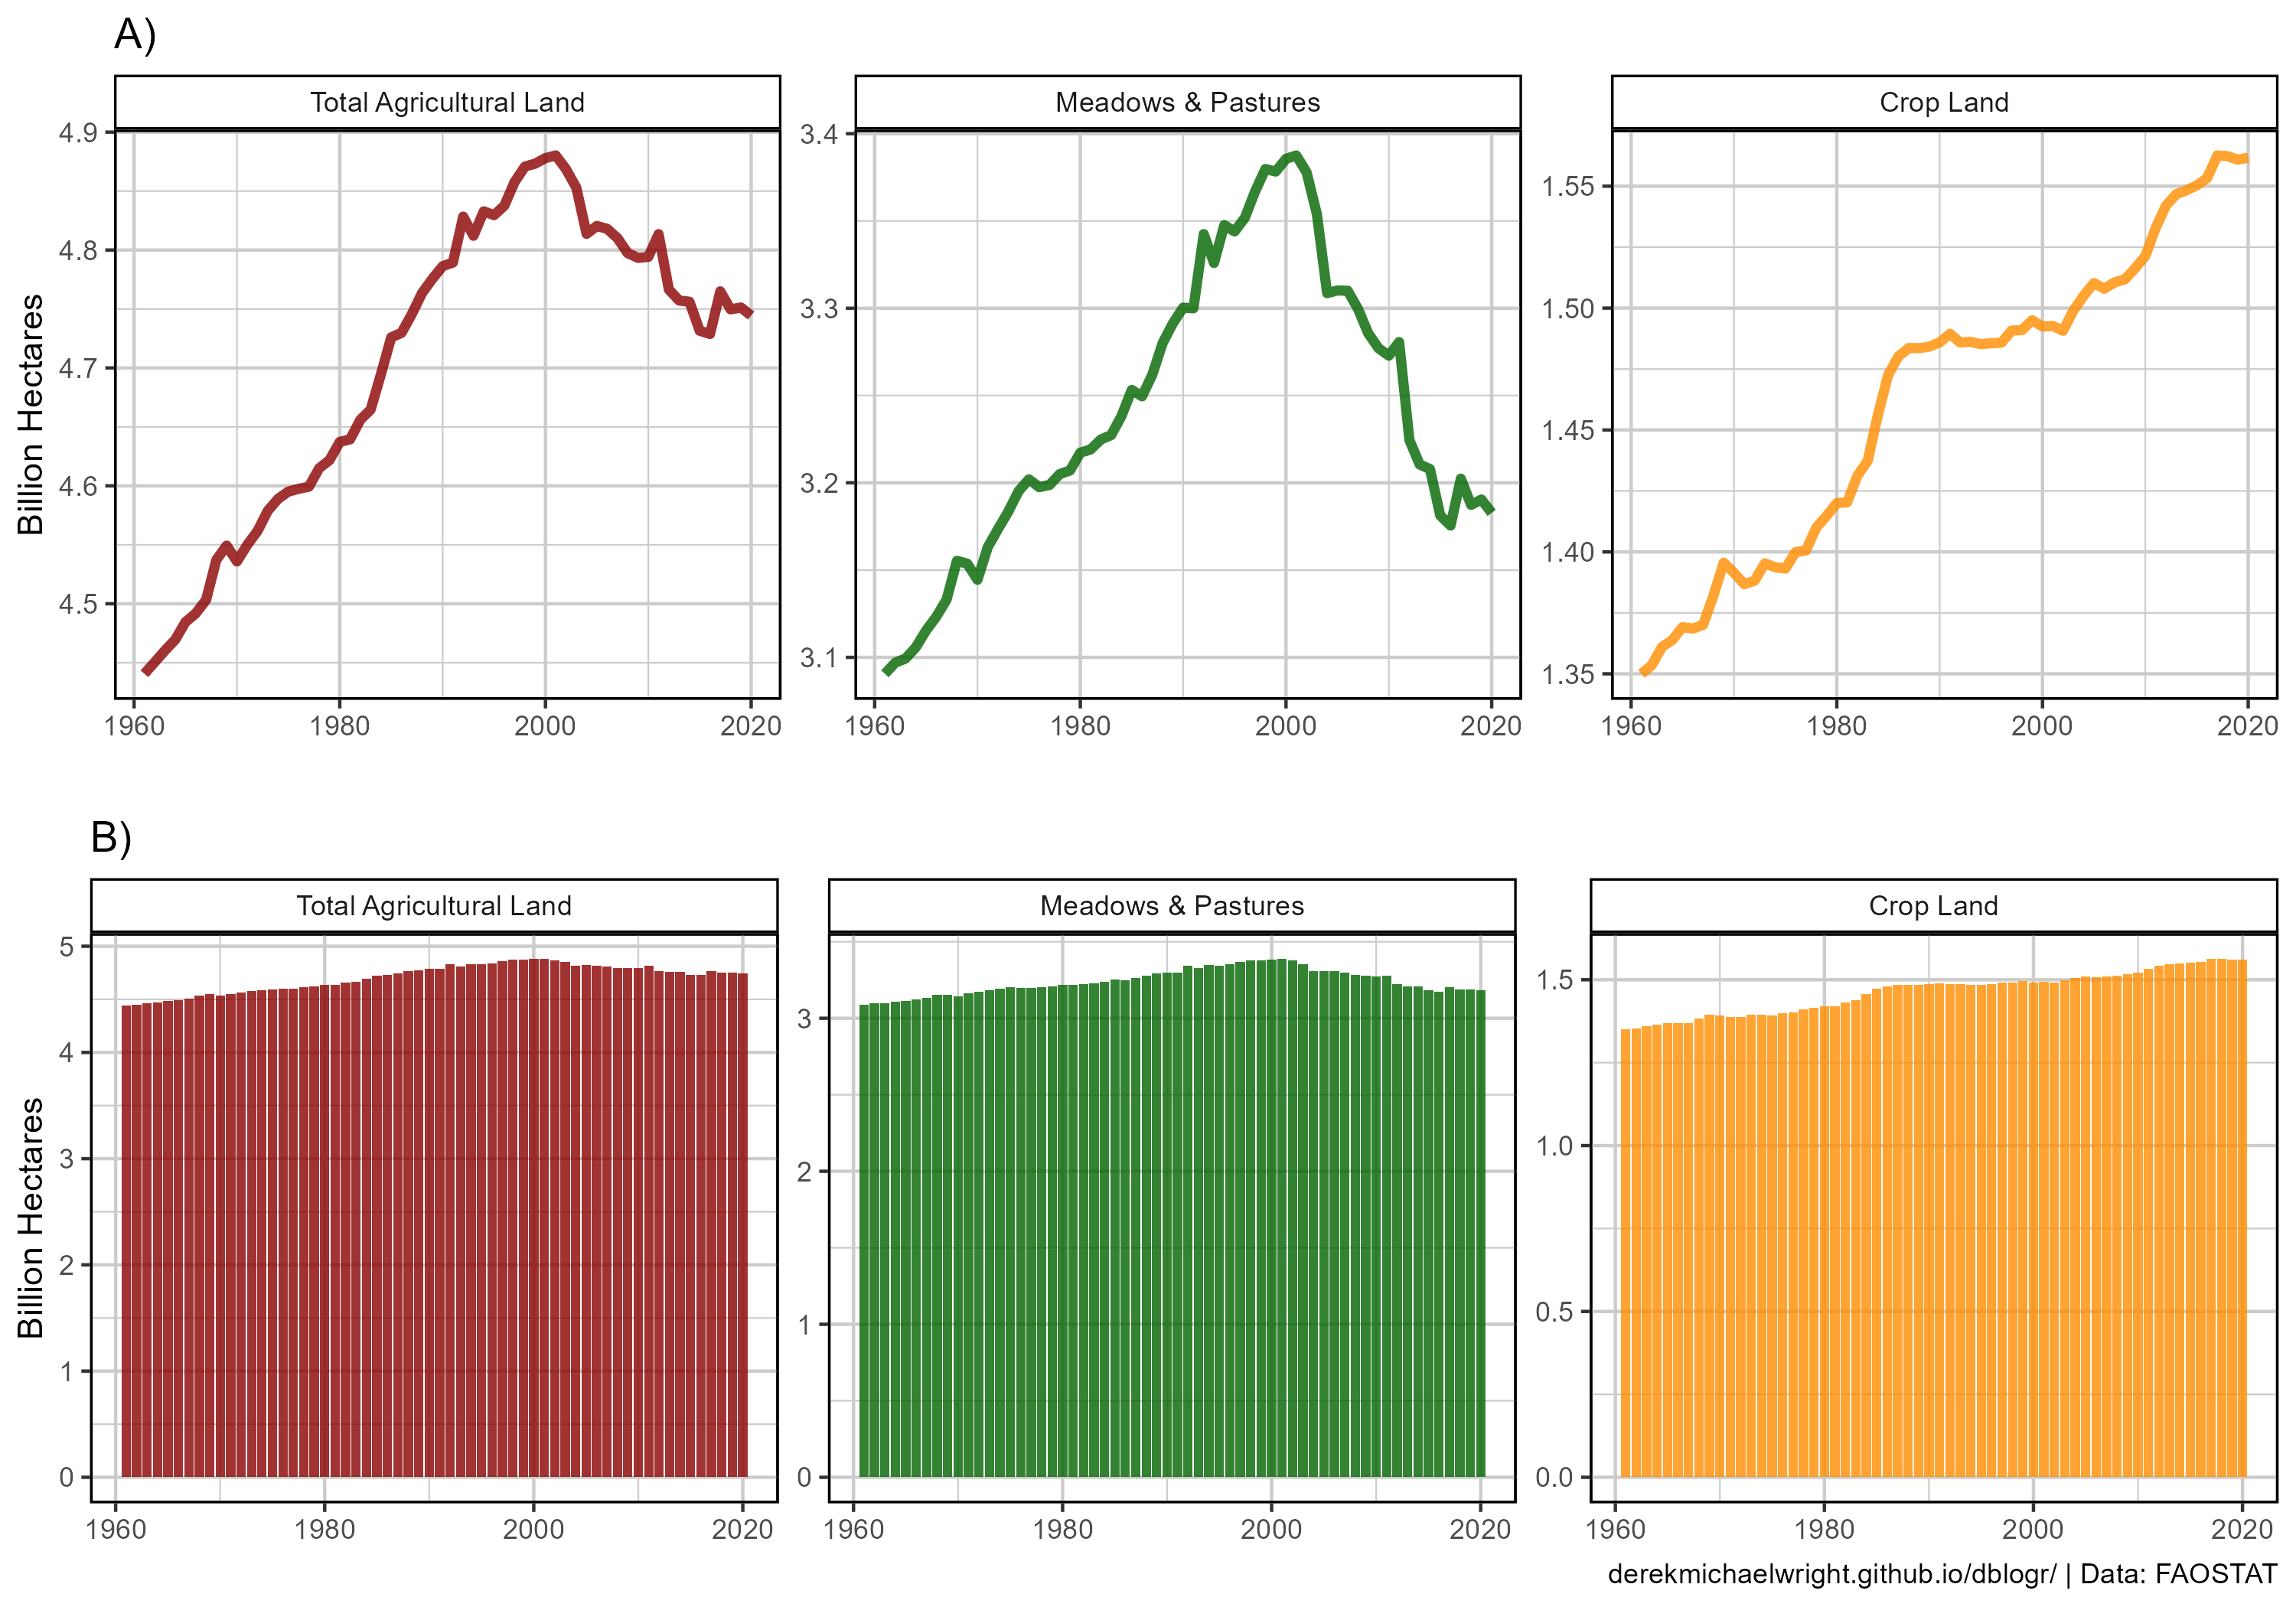 A)
Total Agricultural Land
Meadows & Pastures
Crop Land
Billion Hectares
4.9
4.8
4.7
4.6
4.5
1960 1980 2000 2020
3.4
3.3
3.2
3.1
1960 1980 2000 2020
1.55
1.50
1.45
1.40
1.35
1960 1980 2000 2020
B)
Total Agricultural Land
Meadows & Pastures
Crop Land
Billion Hectares
5
4
3
2
1
0
1960 1980 2000 2020
3
2
1
0
1960 1980 2000 2020
1.5
1.0
0.5
0.0
1960 1980 2000 2020
derekmichaelwright.github.io/dblogr/ | Data: FAOSTAT